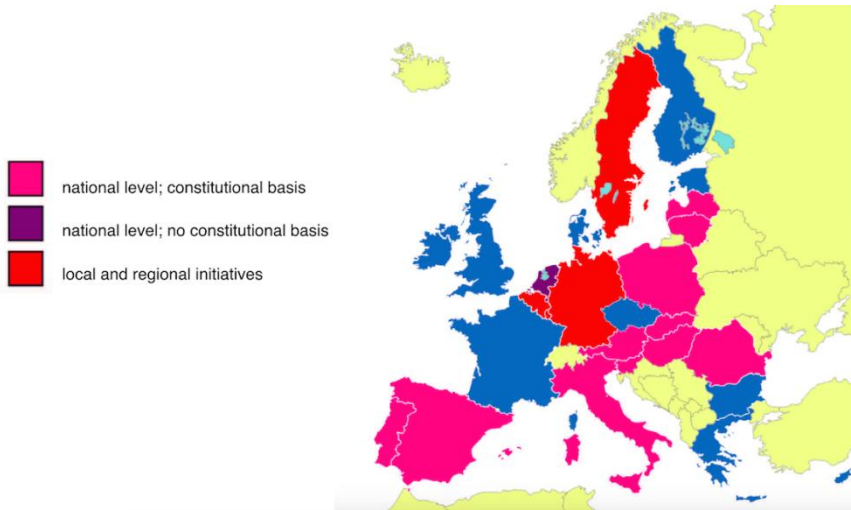 national level; constitutional basis
national level; no constitutional basis
local and regional initiatives